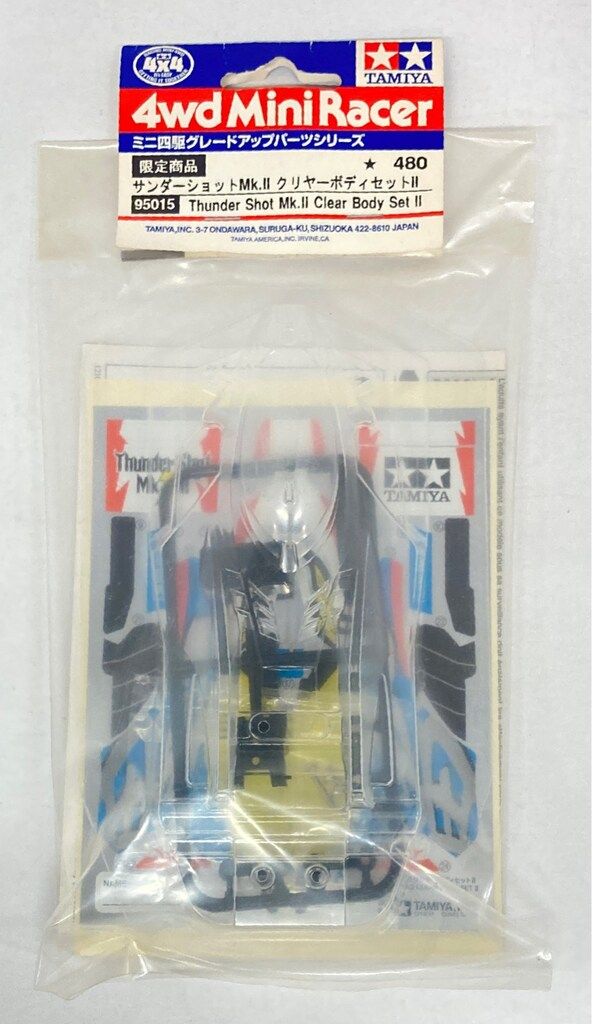 4x4
TAMIYA
4wd Mini Racer
ミニ四駆グレードアップパーツシリーズ
限定商品
★ 480
サンダーショットMk.II クリヤーボディセットII
95015 Thunder Shot Mk.II Clear Body Set II
TAMIYA,INC. 3-7 ONDAWARA, SURUGA-KU, SHIZUOKA 422-8610 JAPAN
TAMIYA AMERICA,INC. IRVINE,CA
Thunder Shot
Mk.II
TAMIYA
NAME
TAMIYA